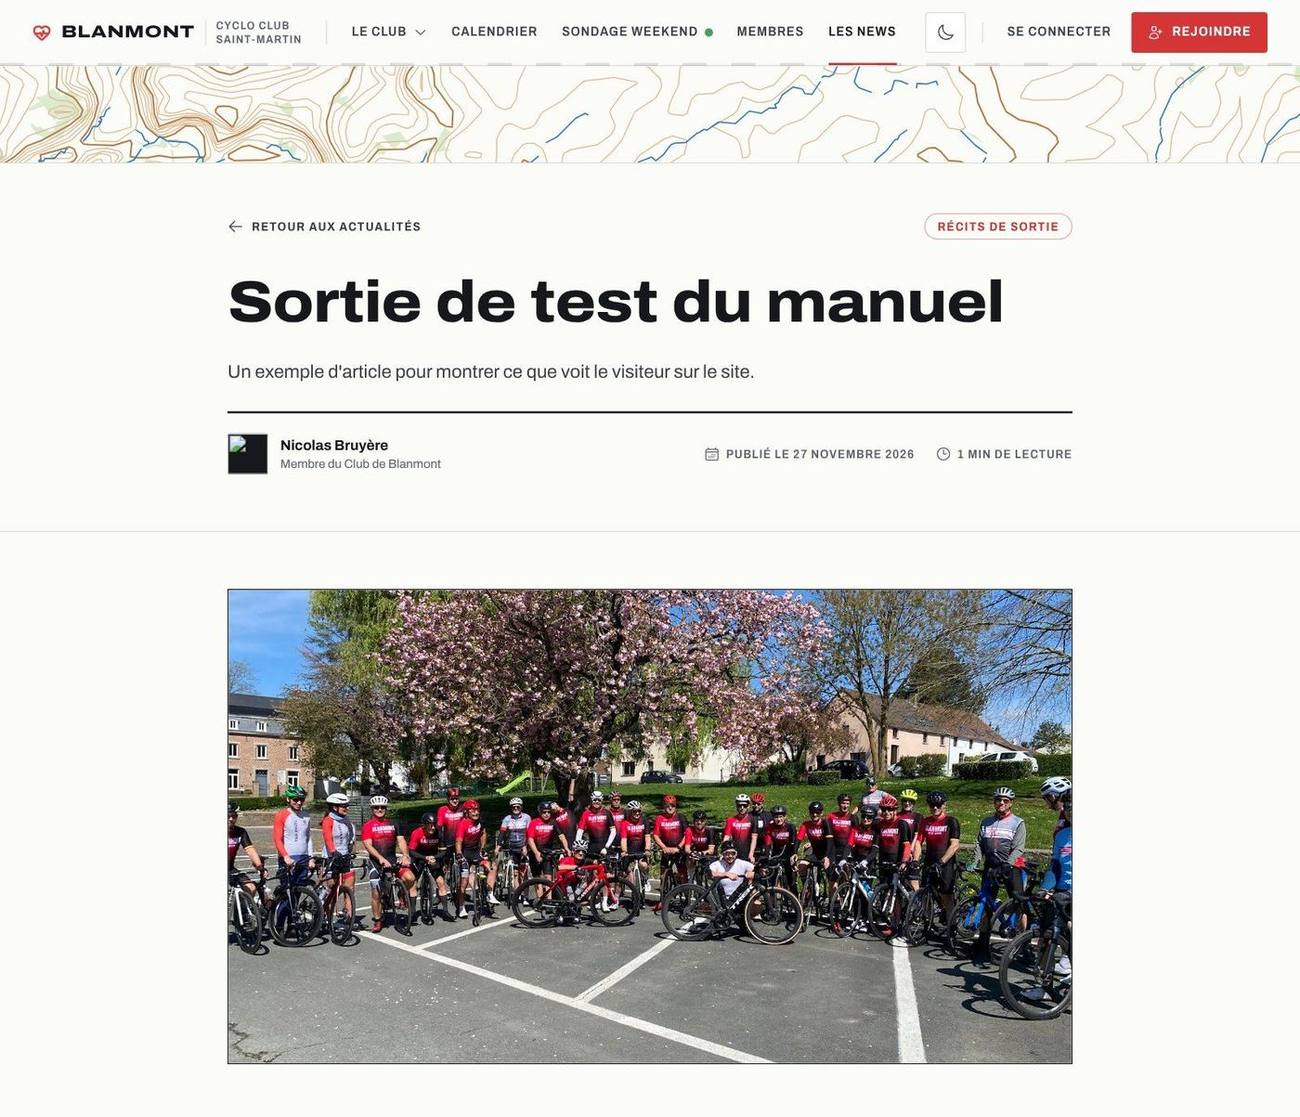 BLANMONT
CYCLO CLUB
SAINT-MARTIN
LE CLUB
CALENDRIER
SONDAGE WEEKEND
MEMBRES
LES NEWS
SE CONNECTER
REJOINDRE
RETOUR AUX ACTUALITÉS
RÉCITS DE SORTIE
Sortie de test du manuel
Un exemple d'article pour montrer ce que voit le visiteur sur le site.
Nicolas Bruyère
Membre du Club de Blanmont
PUBLIÉ LE 27 NOVEMBRE 2026
1 MIN DE LECTURE